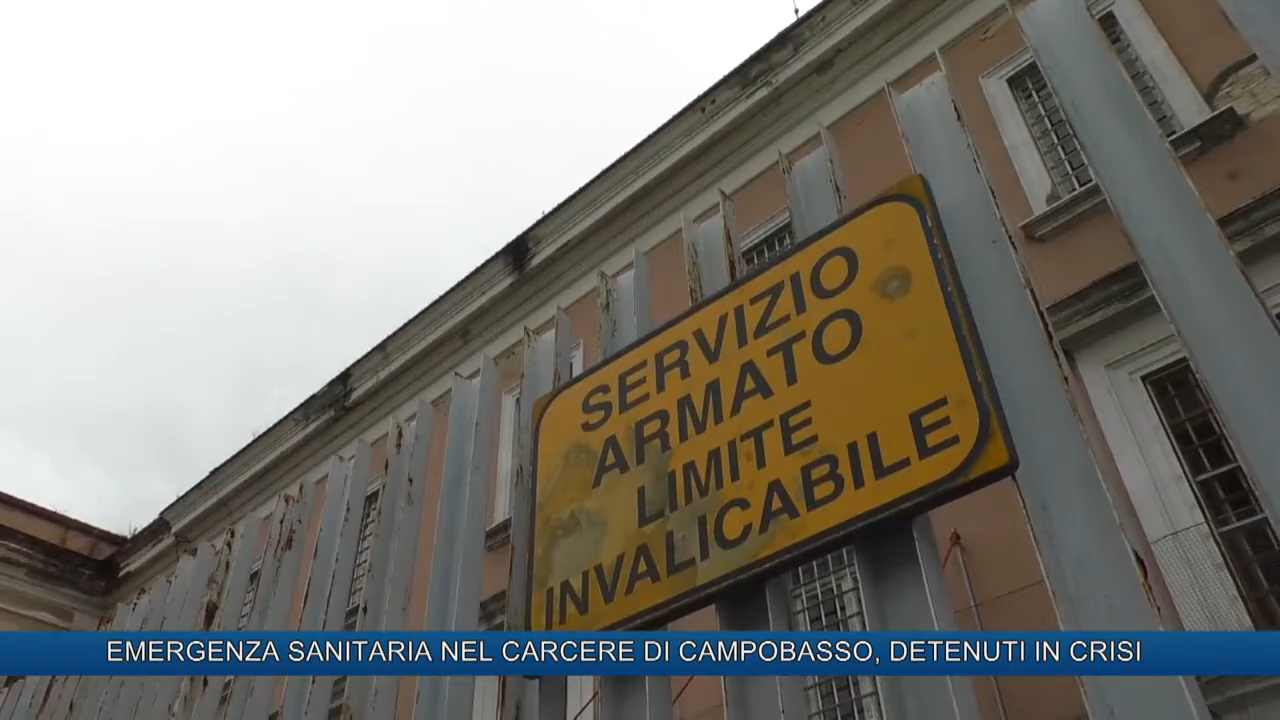 SERVIZIO
ARMATO
LIMITE
INVALICABILE
EMERGENZA SANITARIA NEL CARCERE DI CAMPOBASSO, DETENUTI IN CRISI